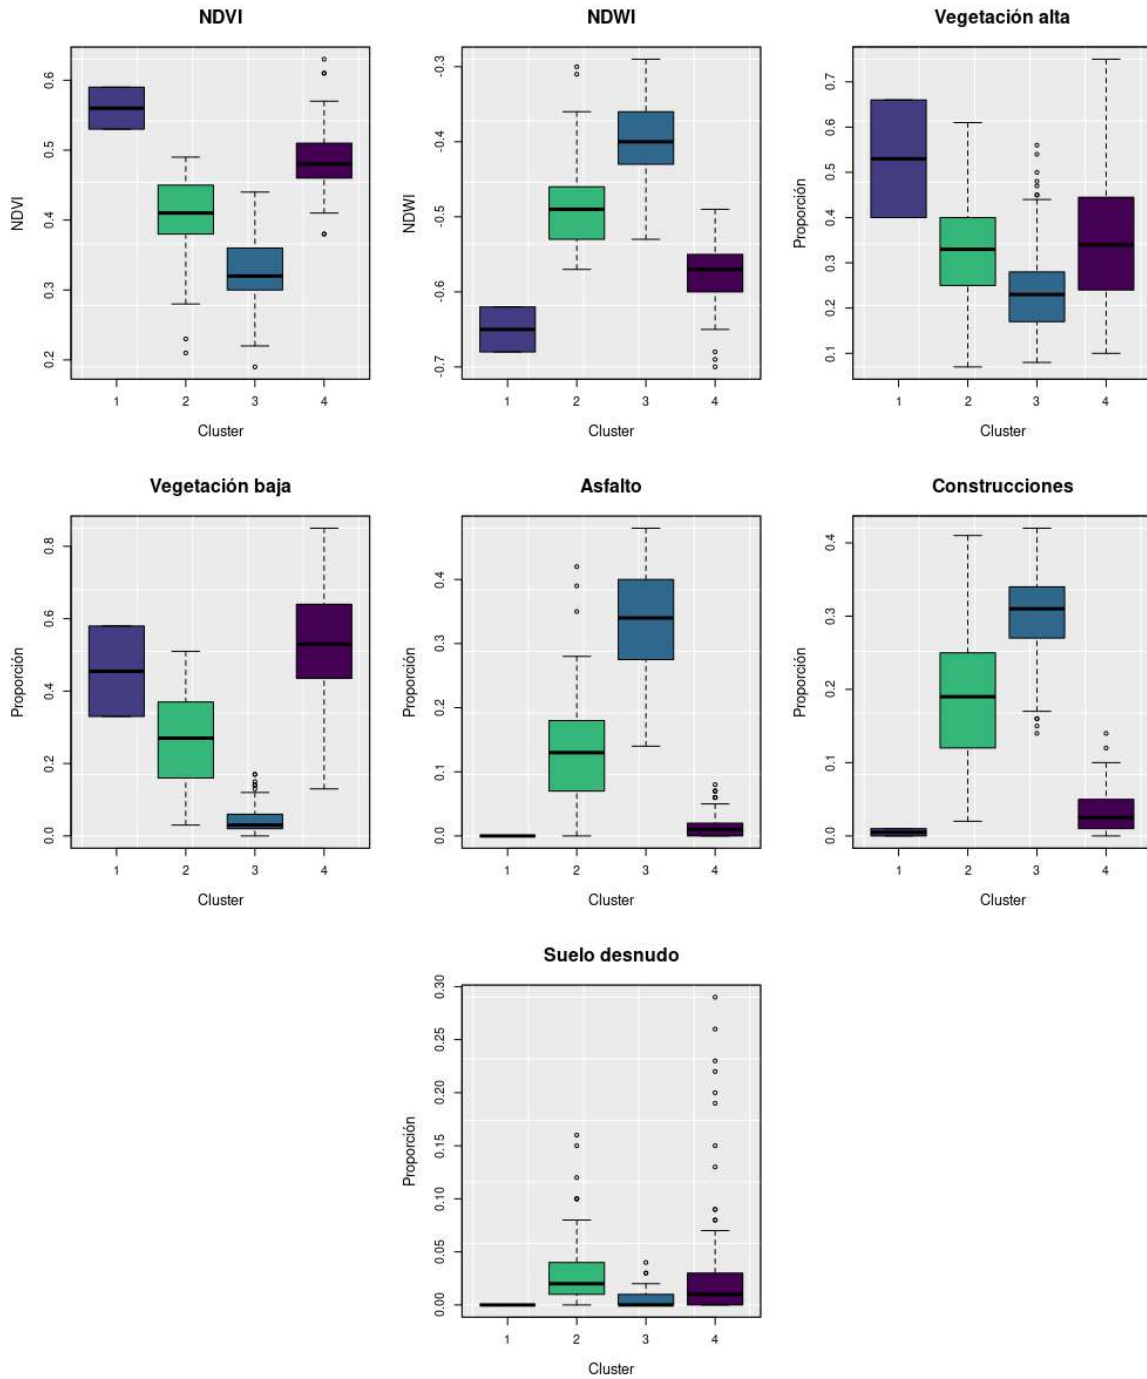 NDVI
NDVI
0.2
0.3
0.4
0.5
0.6
1 2 3 4
Cluster
NDWI
NDWI
-0.7
-0.6
-0.5
-0.4
-0.3
1 2 3 4
Cluster
Vegetación alta
Proporción
0.1
0.2
0.3
0.4
0.5
0.6
0.7
1 2 3 4
Cluster
Vegetación baja
Proporción
0.0
0.2
0.4
0.6
0.8
1 2 3 4
Cluster
Asfalto
Proporción
0.0
0.1
0.2
0.3
0.4
1 2 3 4
Cluster
Construcciones
Proporción
0.0
0.1
0.2
0.3
0.4
1 2 3 4
Cluster
Suelo desnudo
Proporción
0.00
0.05
0.10
0.15
0.20
0.25
0.30
1 2 3 4
Cluster